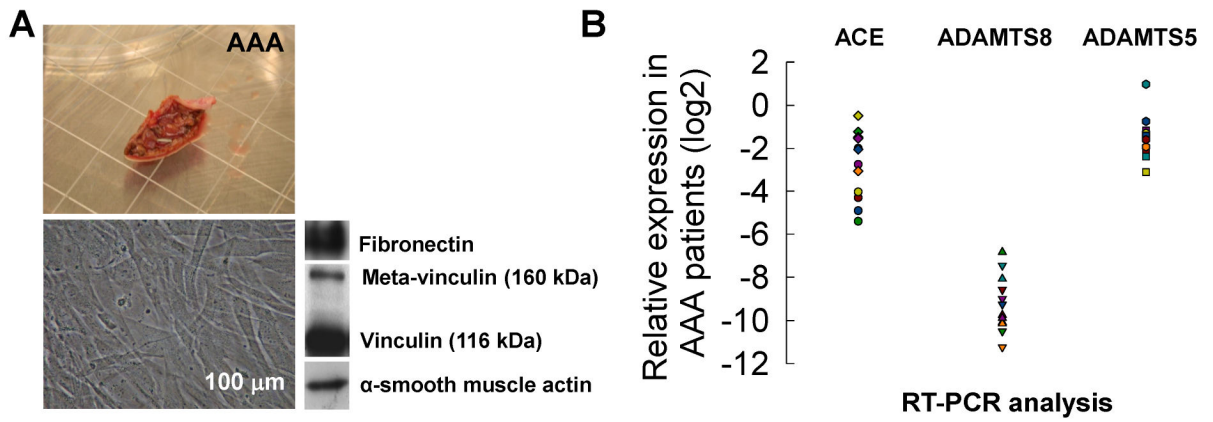 A
AAA
100 μm
Fibronectin
Meta-vinculin (160 kDa)
Vinculin (116 kDa)
α-smooth muscle actin
B
ACE ADAMTS8 ADAMTS5
Relative expression in
AAA patients (log2)
2
0
-2
-4
-6
-8
-10
-12
RT-PCR analysis